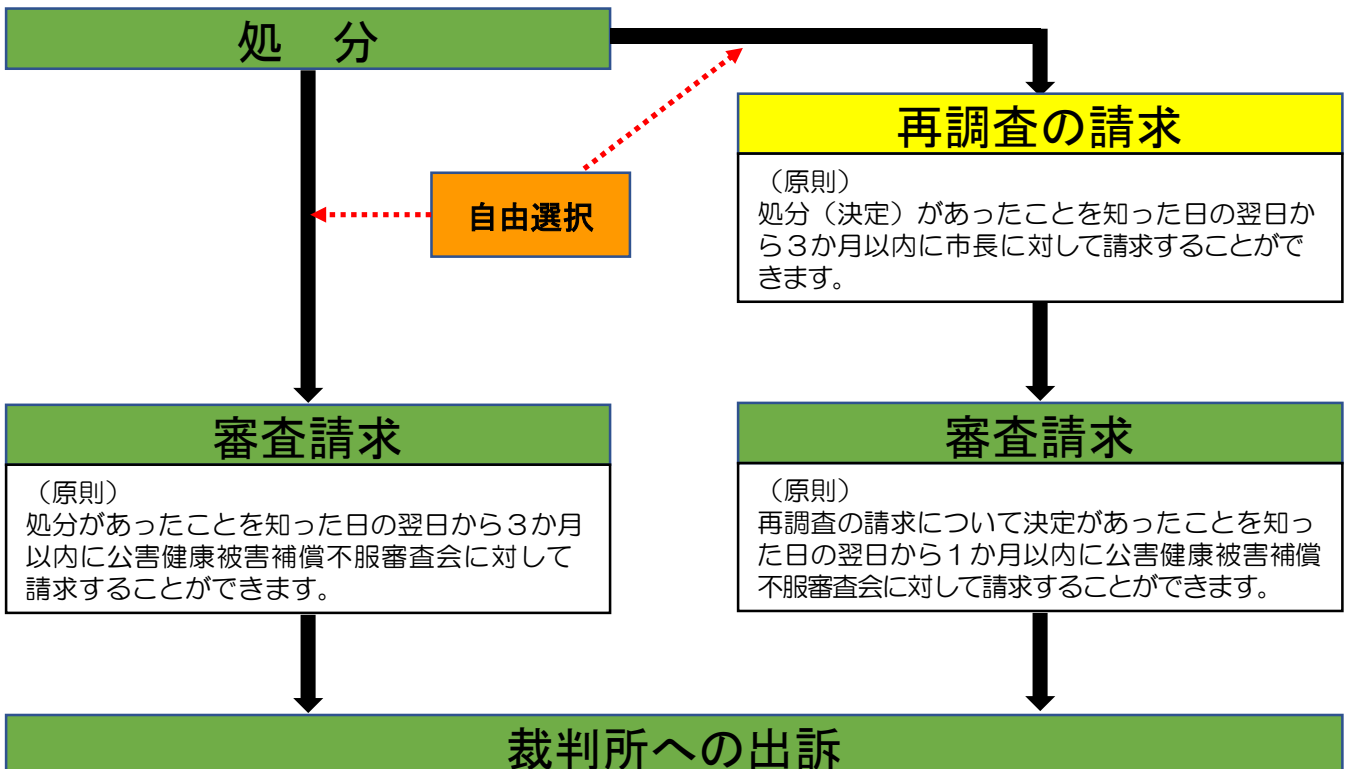 処　分
再調査の請求
（原則）
処分（決定）があったことを知った日の翌日か
ら３か月以内に市長に対して請求することがで
きます。
自由選択
審査請求
（原則）
処分があったことを知った日の翌日から３か月
以内に公害健康被害補償不服審査会に対して
請求することができます。
審査請求
（原則）
再調査の請求について決定があったことを知っ
た日の翌日から１か月以内に公害健康被害補償
不服審査会に対して請求することができます。
裁判所への出訴